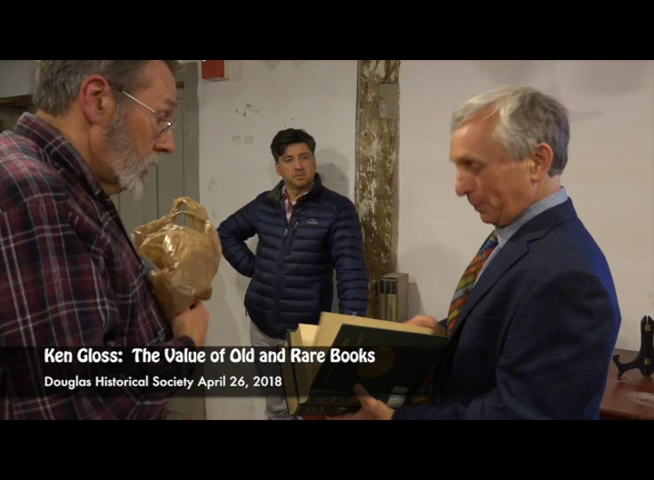 Ken Gloss: The Value of Old and Rare Books
Douglas Historical Society April 26, 2018